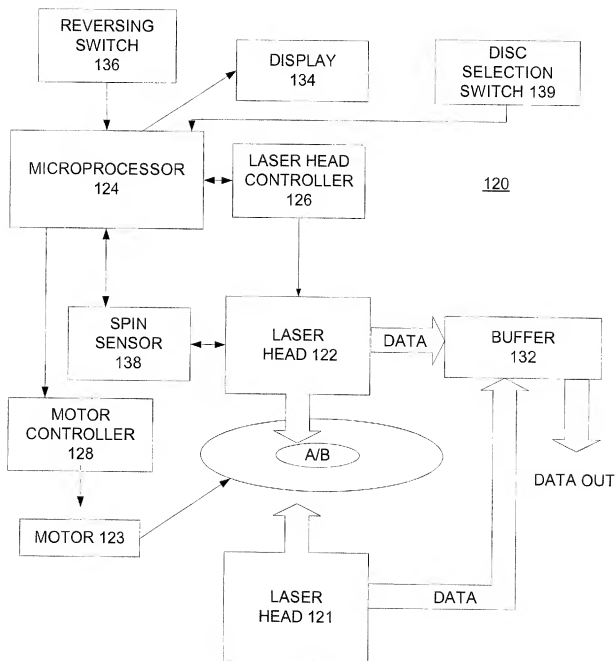 REVERSING
SWITCH
136
DISPLAY
134
DISC
SELECTION
SWITCH 139
MICROPROCESSOR
124
LASER HEAD
CONTROLLER
126
120
SPIN
SENSOR
138
LASER
HEAD 122
DATA
BUFFER
132
MOTOR
CONTROLLER
128
A/B
DATA OUT
MOTOR 123
LASER
HEAD 121
DATA